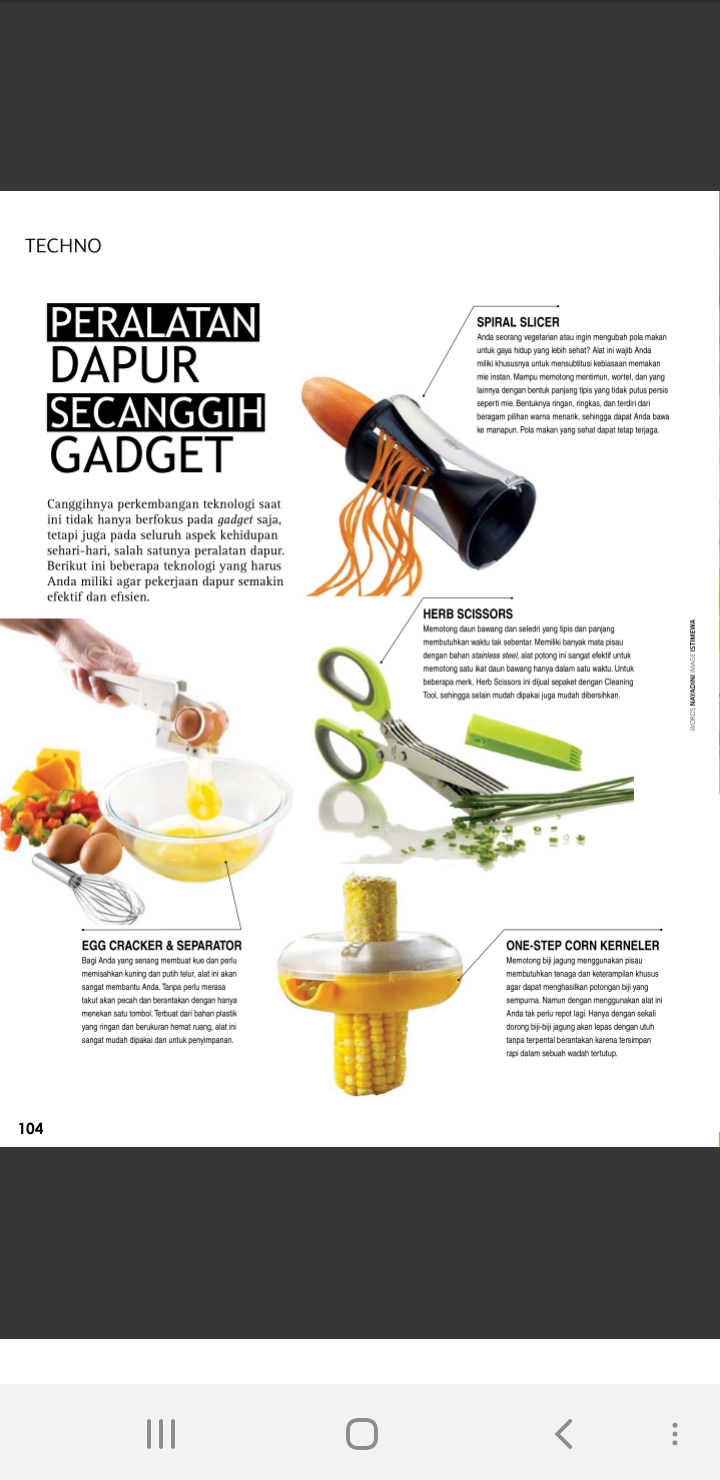 TECHNO
PERALATAN
DAPUR
SECANGGIH
GADGET
Canggihnya perkembangan teknologi saat
ini tidak hanya berfokus pada gadget saja,
tetapi juga pada seluruh aspek kehidupan
sehari-hari, salah satunya peralatan dapur.
Berikut ini beberapa teknologi yang harus
Anda miliki agar pekerjaan dapur semakin
efektif dan efisien.
SPIRAL SLICER
Anda seorang vegetarian atau ingin mengubah pola makan
untuk gaya hidup yang lebih sehat? Alat ini wajib Anda
miliki khususnya untuk mensubtitusi kebiasaan memakan
mie instan. Mampu memotong mentimun, wortel, dan yang
lainnya dengan bentuk panjang tipis yang tidak putus persis
seperti mie. Bentuknya ringan, ringkas, dan terdiri dari
beragam pilihan warna menarik, sehingga dapat Anda bawa
ke manapun. Pola makan yang sehat dapat tetap terjaga.
HERB SCISSORS
Memotong daun bawang dan seledri yang tipis dan panjang
membutuhkan waktu tak sebentar. Memiliki banyak mata pisau
dengan bahan stainless steel, alat potong ini sangat efektif untuk
memotong satu ikat daun bawang hanya dalam satu waktu. Untuk
beberapa merk, Herb Scissors ini dijual sepaket dengan Cleaning
Tool, sehingga selain mudah dipakai juga mudah dibersihkan.
WORDS NAYADINI IMAGE ISTIMEWA
EGG CRACKER & SEPARATOR
Bagi Anda yang senang membuat kue dan perlu
memisahkan kuning dan putih telur, alat ini akan
sangat membantu Anda. Tanpa perlu merasa
takut akan pecah dan berantakan dengan hanya
menekan satu tombol. Terbuat dari bahan plastik
yang ringan dan berukuran hemat ruang, alat ini
sangat mudah dipakai dan untuk penyimpanan.
ONE-STEP CORN KERNELER
Memotong biji jagung menggunakan pisau
membutuhkan tenaga dan keterampilan khusus
agar dapat menghasilkan potongan biji yang
sempurna. Namun dengan menggunakan alat ini
Anda tak perlu repot lagi. Hanya dengan sekali
dorong biji-biji jagung akan lepas dengan utuh
tanpa terpental berantakan karena tersimpan
rapi dalam sebuah wadah tertutup.
104